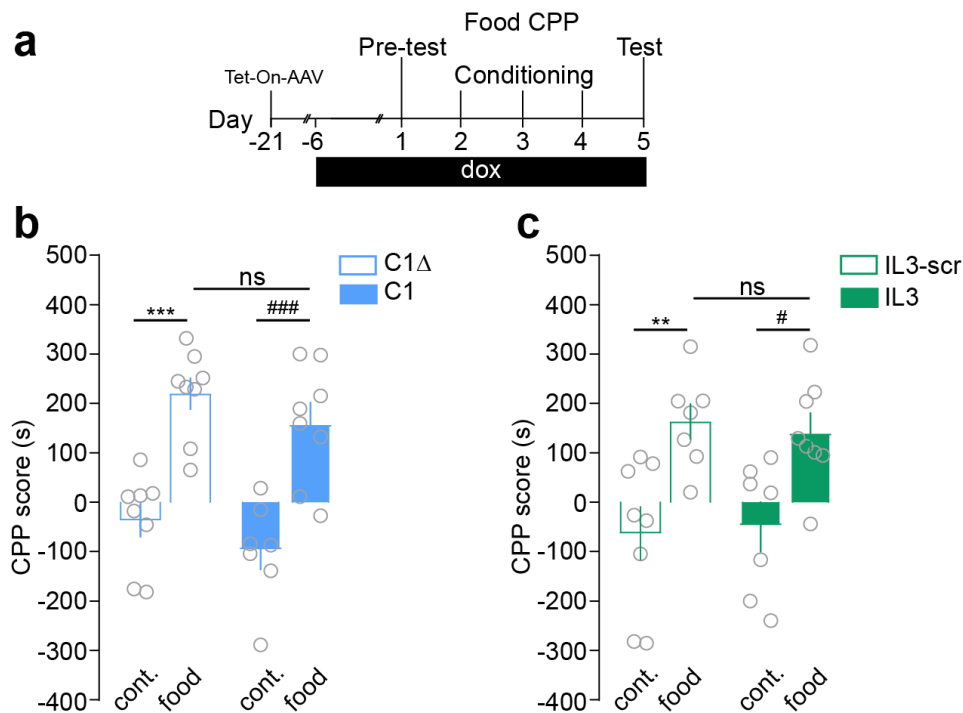 a
Food CPP
Pre-test
Test
Tet-On-AAV
Conditioning
Day
-21
-6
1
2
3
4
5
dox
b
CPP score (s)
500
400
300
200
100
0
-100
-200
-300
-400
C1Δ
C1
ns
***
###
cont.
food
cont.
food
c
CPP score (s)
500
400
300
200
100
0
-100
-200
-300
-400
IL3-scr
IL3
ns
**
#
cont.
food
cont.
food